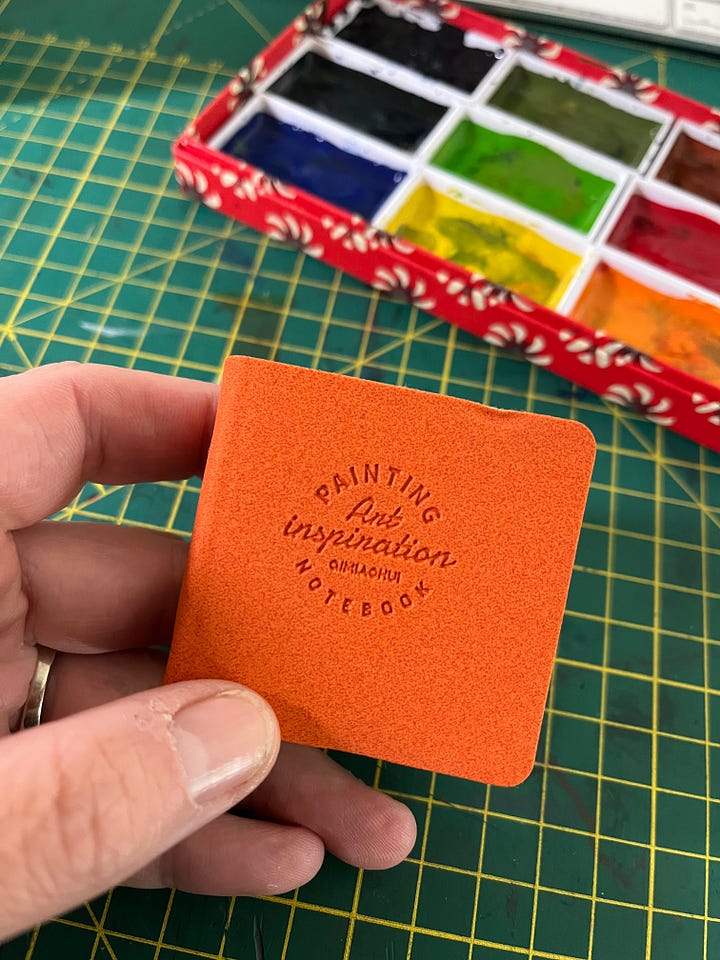 PAINTING
Art
inspiration
QIMIAOHUI
NOTEBOOK